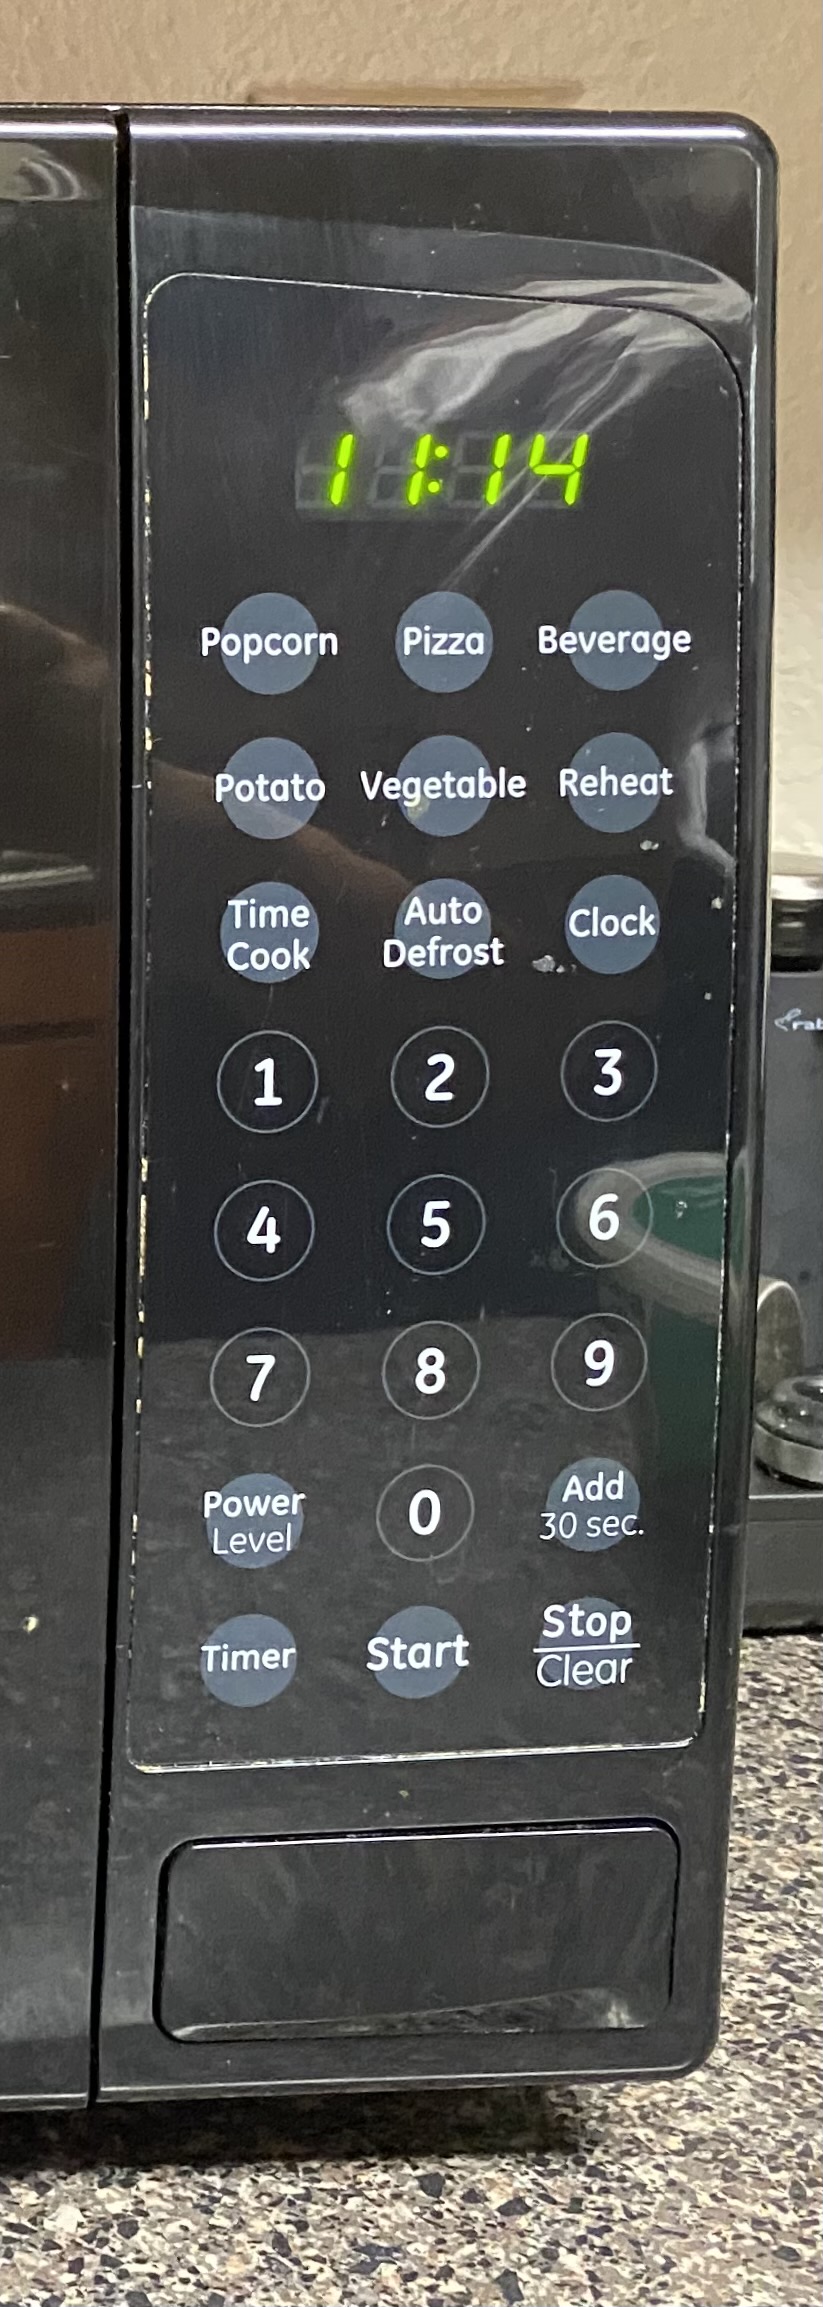 11:14
Popcorn Pizza Beverage
Potato Vegetable Reheat
Time Cook Auto Defrost Clock
1 2 3
4 5 6
7 8 9
Power Level 0 Add 30 sec.
Timer Start Stop Clear